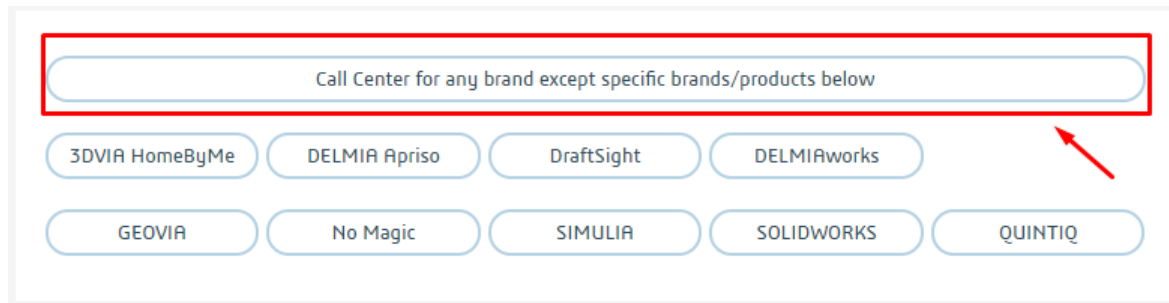 Call Center for any brand except specific brands/products below
3DVIA HomeByMe DELMIA Apriso DraftSight DELMIAworks
GEOVIA No Magic SIMULIA SOLIDWORKS QUINTIQ